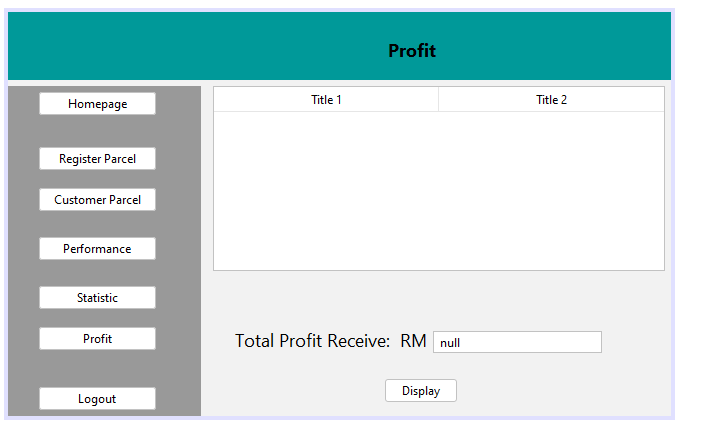 Profit
Homepage
Register Parcel
Customer Parcel
Performance
Statistic
Profit
Logout
Title 1 Title 2
Total Profit Receive: RM null
Display